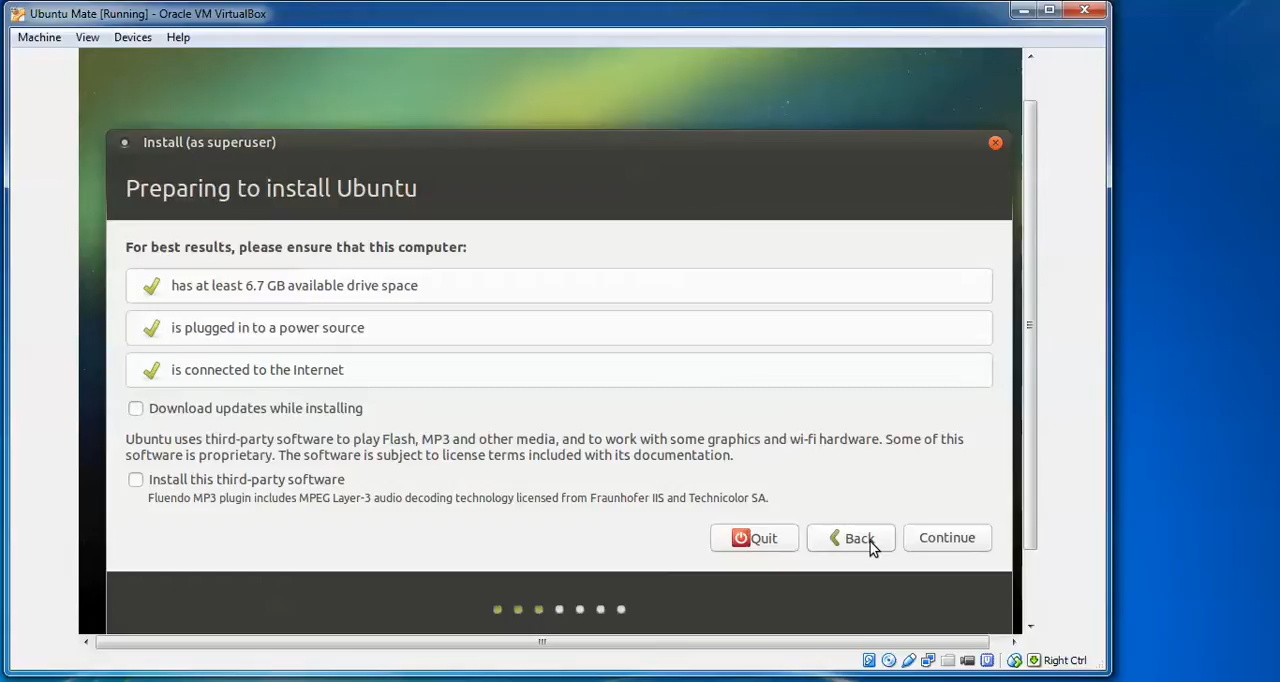 Ubuntu Mate [Running] - Oracle VM VirtualBox
Machine View Devices Help
Install (as superuser)
Preparing to install Ubuntu
For best results, please ensure that this computer:
has at least 6.7 GB available drive space
is plugged in to a power source
is connected to the Internet
Download updates while installing
Ubuntu uses third-party software to play Flash, MP3 and other media, and to work with some graphics and wi-fi hardware. Some of this
software is proprietary. The software is subject to license terms included with its documentation.
Install this third-party software
Fluendo MP3 plugin includes MPEG Layer-3 audio decoding technology licensed from Fraunhofer IIS and Technicolor SA.
Quit Back Continue
Right Ctrl